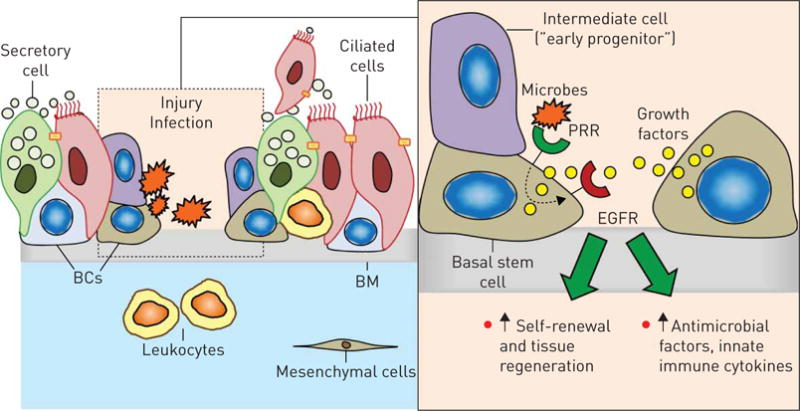 Secretory
cell
Injury
Infection
Ciliated
cells
BCs
BM
Leukocytes
Mesenchymal cells
Intermediate cell
("early progenitor")
Microbes
PRR
Growth
factors
EGFR
Basal stem
cell
• ↑ Self-renewal
and tissue
regeneration
• ↑ Antimicrobial
factors, innate
immune cytokines